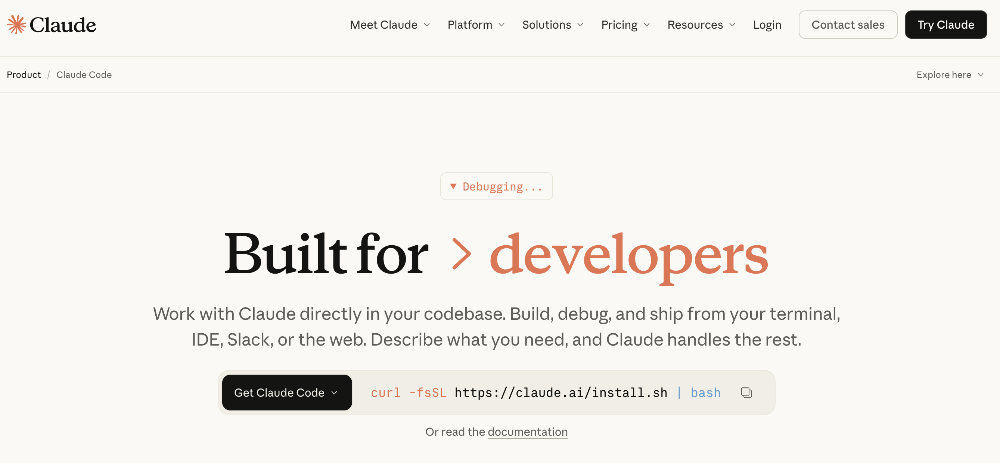 Claude
Meet Claude Platform Solutions Pricing Resources Login Contact sales Try Claude
Product / Claude Code
Explore here
Debugging...
Built for > developers
Work with Claude directly in your codebase. Build, debug, and ship from your terminal,
IDE, Slack, or the web. Describe what you need, and Claude handles the rest.
Get Claude Code
curl -fsSL https://claude.ai/install.sh | bash
Or read the documentation